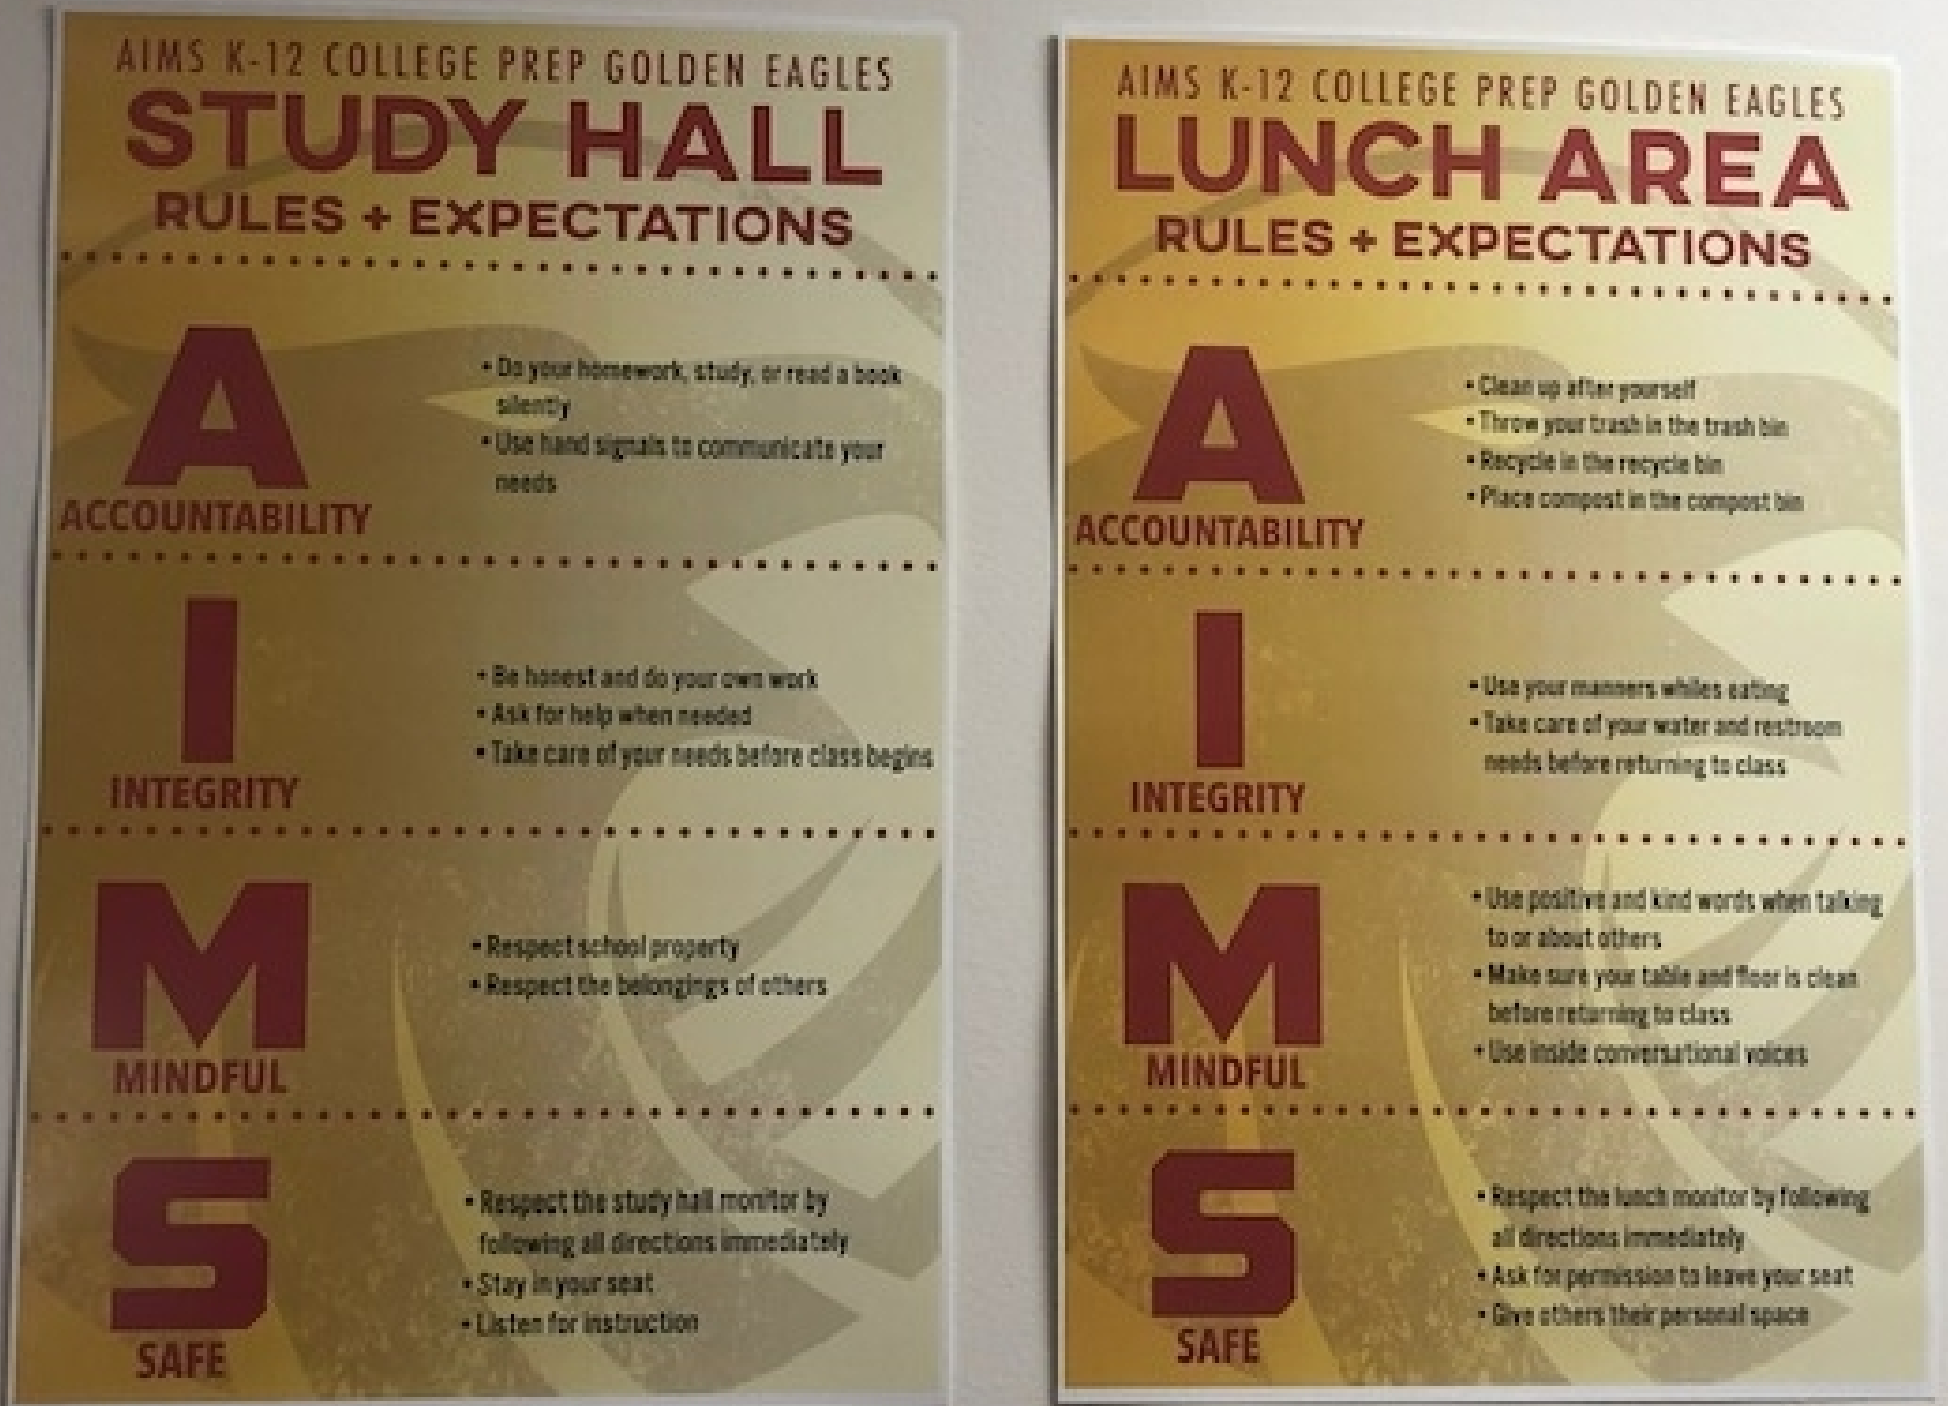 AIMS K-12 COLLEGE PREP GOLDEN EAGLES
STUDY HALL
RULES + EXPECTATIONS
A
ACCOUNTABILITY
• Do your homework, study, or read a book
silently
• Use hand signals to communicate your
needs
I
INTEGRITY
• Be honest and do your own work
• Ask for help when needed
• Take care of your needs before class begins
M
MINDFUL
• Respect school property
• Respect the belongings of others
S
SAFE
• Respect the study hall monitor by
following all directions immediately
• Stay in your seat
• Listen for instruction
AIMS K-12 COLLEGE PREP GOLDEN EAGLES
LUNCH AREA
RULES + EXPECTATIONS
A
ACCOUNTABILITY
• Clean up after yourself
• Throw your trash in the trash bin
• Recycle in the recycle bin
• Place compost in the compost bin
I
INTEGRITY
• Use your manners whiles eating
• Take care of your water and restroom
needs before returning to class
M
MINDFUL
• Use positive and kind words when talking
to or about others
• Make sure your table and floor is clean
before returning to class
• Use inside conversational voices
S
SAFE
• Respect the lunch monitor by following
all directions immediately
• Ask for permission to leave your seat
• Give others their personal space